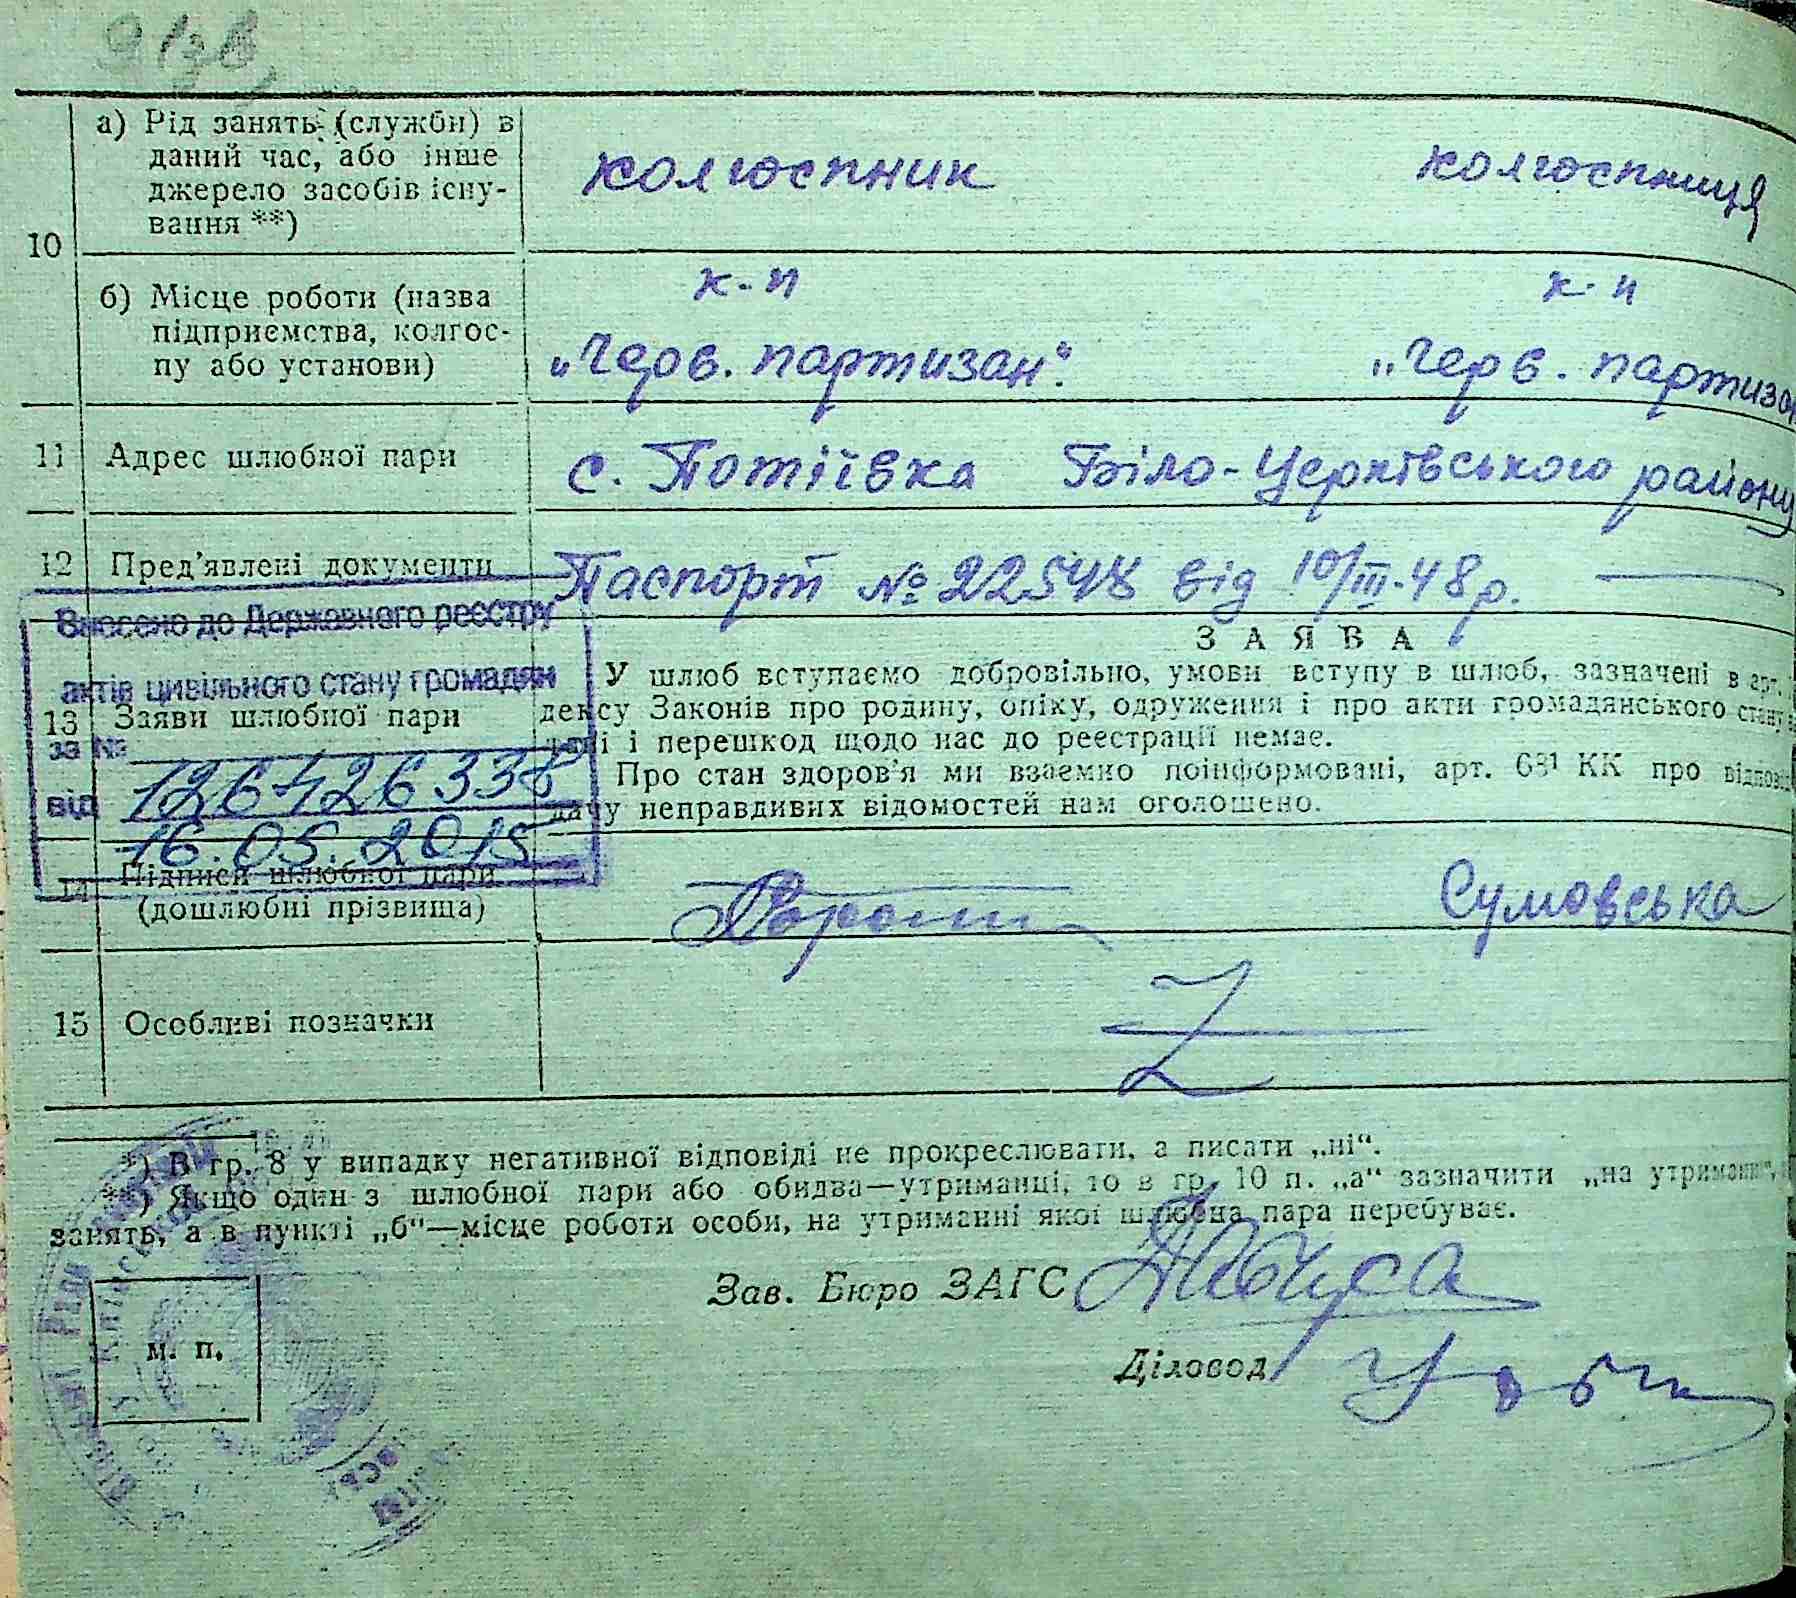 10
а) Рід занять (служби) в
даний час, або інше
джерело засобів існу-
вання **)
колгоспник колгоспниця
б) Місце роботи (назва
підприємства, колгос-
пу або установи)
к-п к-п
„Черв. партизан“. „Черв. партизан
11 Адрес шлюбної пари
с. Потіївка Біло-Церківського району
12 Пред'явлені документи
Паспорт № 22548 від 10/III-48р.
Внесено до Державного реєстру
актів цивільного стану громадян
за №
126426338
від
16.05.2015
13 Заяви шлюбної пари
ЗАЯВА
У шлюб вступаємо добровільно, умови вступу в шлюб, зазначені в арт.
дексу Законів про родину, опіку, одруження і про акти громадянського стану
і перешкод щодо нас до реєстрації немає.
Про стан здоров'я ми взаємно поінформовані, арт. 68¹ КК про
дачу неправдивих відомостей нам оголошено.
14 Підписи шлюбної пари
(дошлюбні прізвища)
Сумовська
15 Особливі позначки
*) В гр. 8 у випадку негативної відповіді не прокреслювати, а писати „ні“.
**) Якщо один з шлюбної пари або обидва—утриманці, то в гр. 10 п. „а“ зазначити „на утриманні“,
занять, а в пункті „б“—місце роботи особи, на утриманні якої шлюбна пара перебуває.
Зав. Бюро ЗАГС
м. п.
Діловод